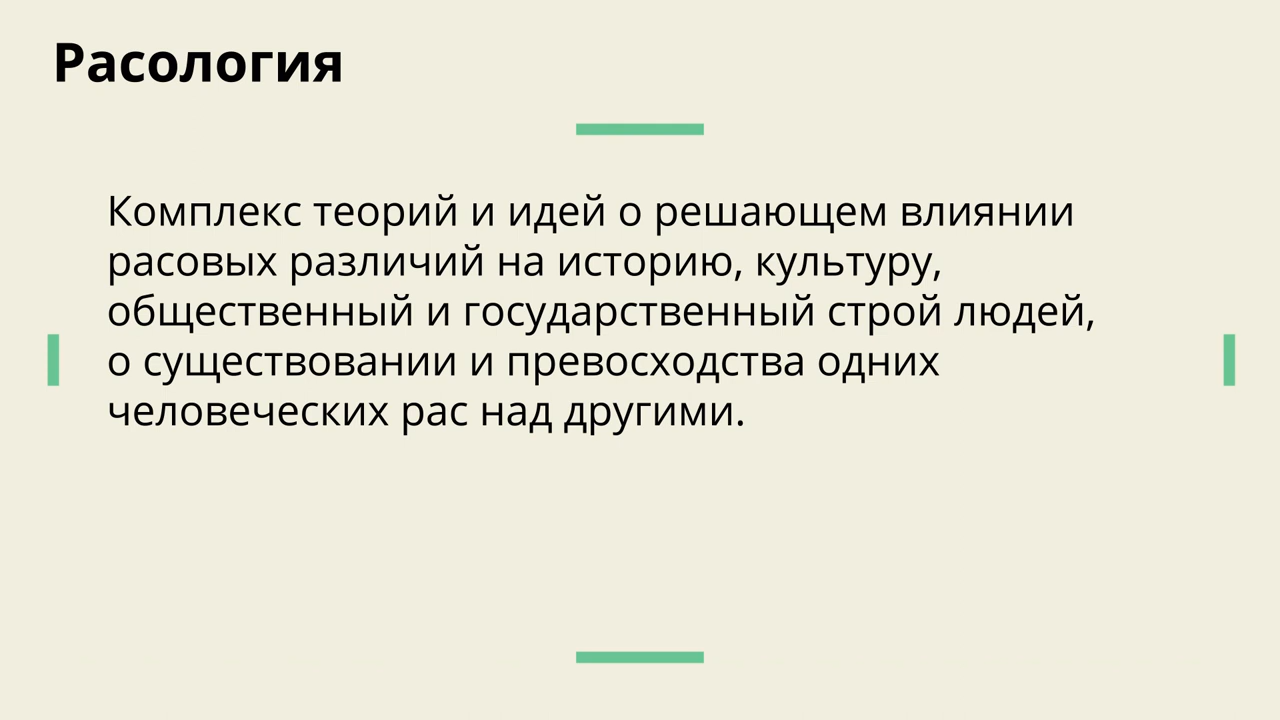 Расология
Комплекс теорий и идей о решающем влиянии
расовых различий на историю, культуру,
общественный и государственный строй людей,
о существовании и превосходства одних
человеческих рас над другими.